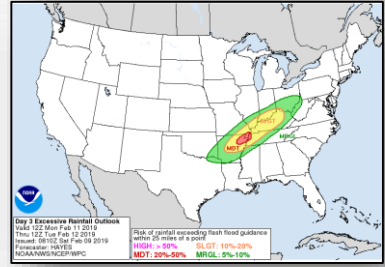 SLGT
MRGL
MDT
noaa
Day 3 Excessive Rainfall Outlook
Valid 12Z Mon Feb 11 2019
Thru 12Z Tue Feb 12 2019
Issued: 0810Z Sat Feb 09 2019
Forecaster: HAYES
NOAA/NWS/NCEP/WPC
Risk of rainfall exceeding flash flood guidance
within 25 miles of a point
HIGH: > 50% SLGT: 10%-20%
MDT: 20%-50% MRGL: 5%-10%